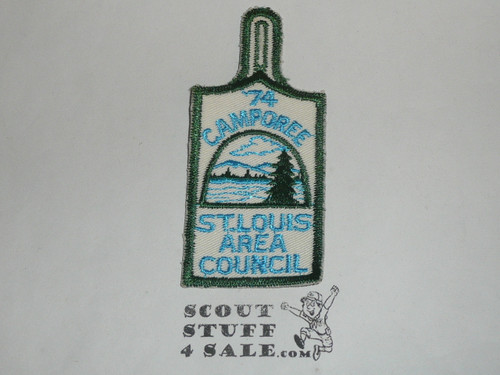 '74
CAMPOREE
ST. LOUIS
AREA
COUNCIL
SCOUT
STUFF
4 SALE.COM